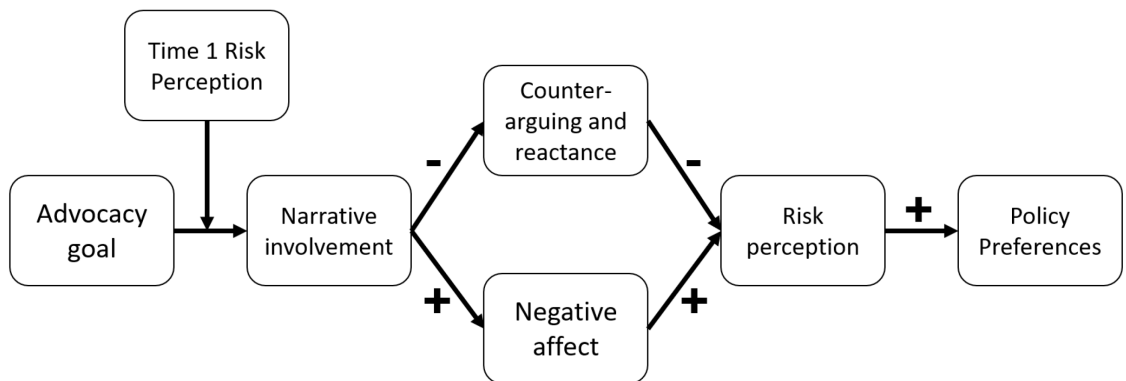 Time 1 Risk
Perception
Advocacy
goal
Narrative
involvement
-
+
Counter-
arguing and
reactance
Negative
affect
-
+
Risk
perception
+
Policy
Preferences